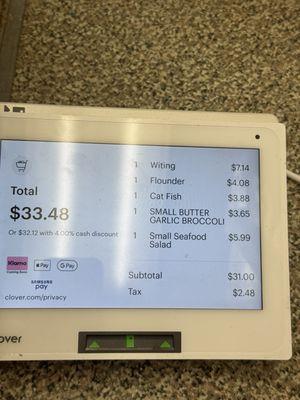 Total
$33.48
Or $32.12 with 4.00% cash discount
Klarna
Coming Soon
Pay
G Pay
SAMSUNG
pay
clover.com/privacy
1 Witing $7.14
1 Flounder $4.08
1 Cat Fish $3.88
1 SMALL BUTTER $3.65
GARLIC BROCCOLI
1 Small Seafood $5.99
Salad
Subtotal $31.00
Tax $2.48
over